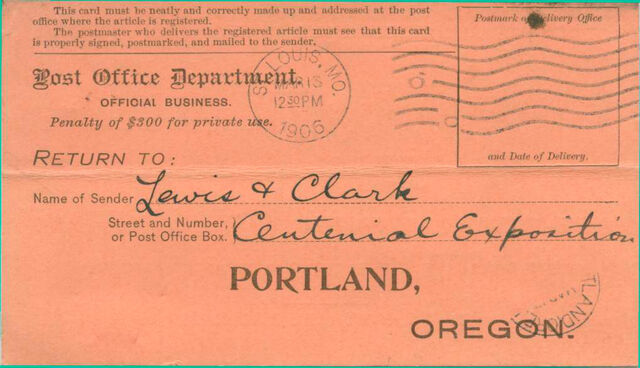 This card must be neatly and correctly made up and addressed at the post
office where the article is registered.
The postmaster who delivers the registered article must see that this card
is properly signed, postmarked, and mailed to the sender.
Postmark of Delivery Office
Post Office Department.
OFFICIAL BUSINESS.
Penalty of $300 for private use.
ST. LOUIS, MO.
MAR 13
12 30 PM
1906
and Date of Delivery.
RETURN TO:
Name of Sender Lewis & Clark
Street and Number,
or Post Office Box. } Centenial Exposition
PORTLAND,
OREGON.